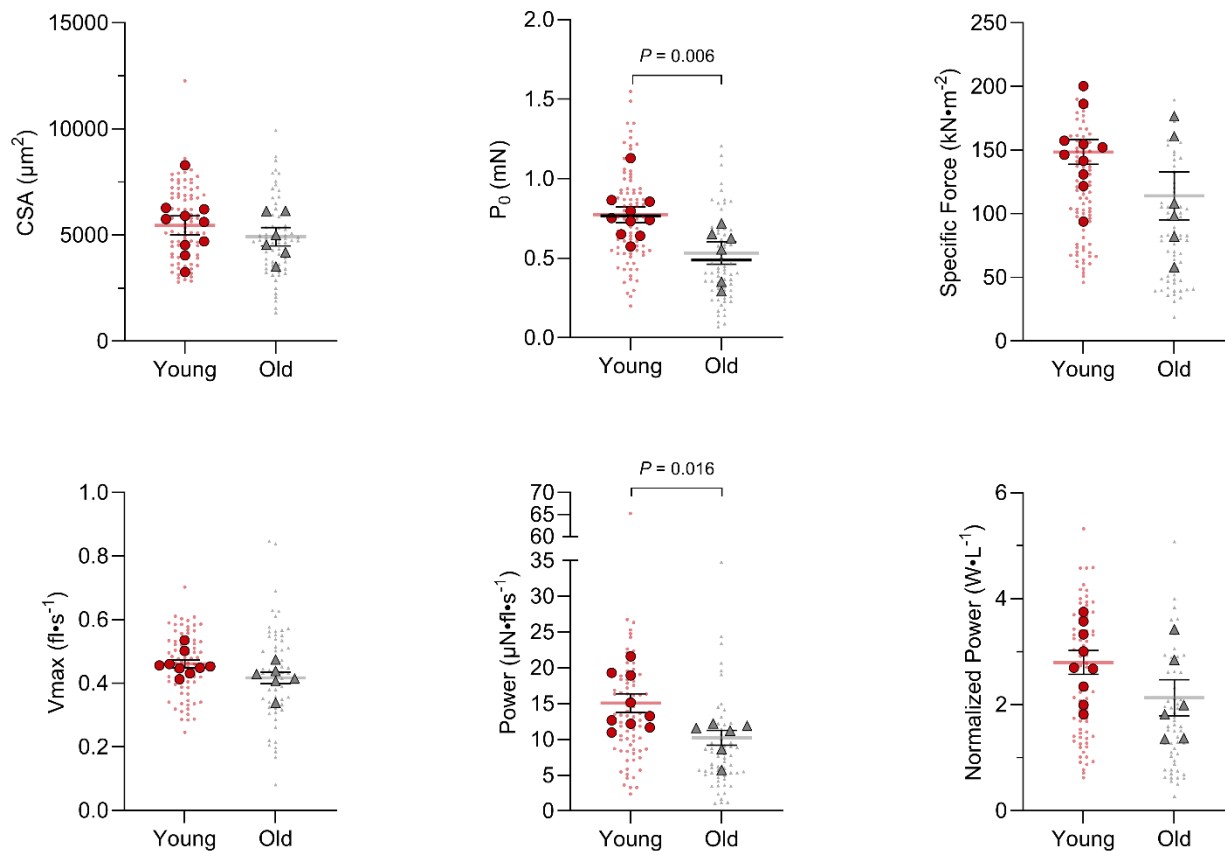 CSA (µm²)
15000
10000
5000
0
Young Old
P₀ (mN)
2.0
1.5
1.0
0.5
0.0
P = 0.006
Young Old
Specific Force (kN•m⁻²)
250
200
150
100
50
0
Young Old
Vmax (fl•s⁻¹)
1.0
0.8
0.6
0.4
0.2
0.0
Young Old
Power (µN•fl•s⁻¹)
70
65
60
35
30
25
20
15
10
5
0
P = 0.016
Young Old
Normalized Power (W•L⁻¹)
6
4
2
0
Young Old